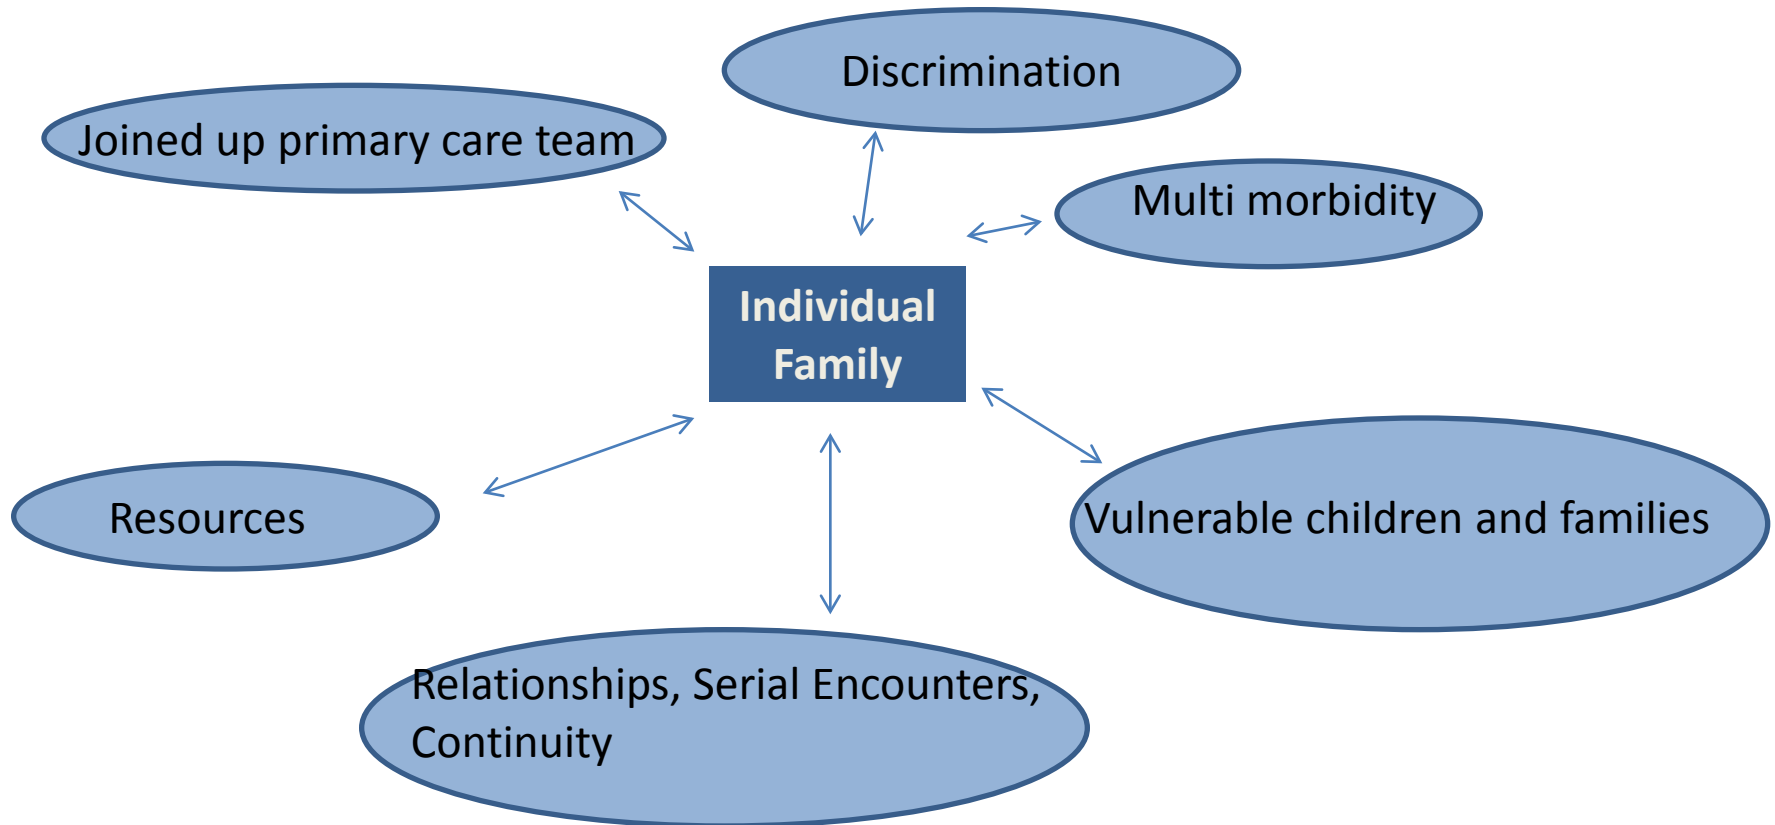 Discrimination
Joined up primary care team
Multi morbidity
Individual
Family
Resources
Vulnerable children and families
Relationships, Serial Encounters,
Continuity